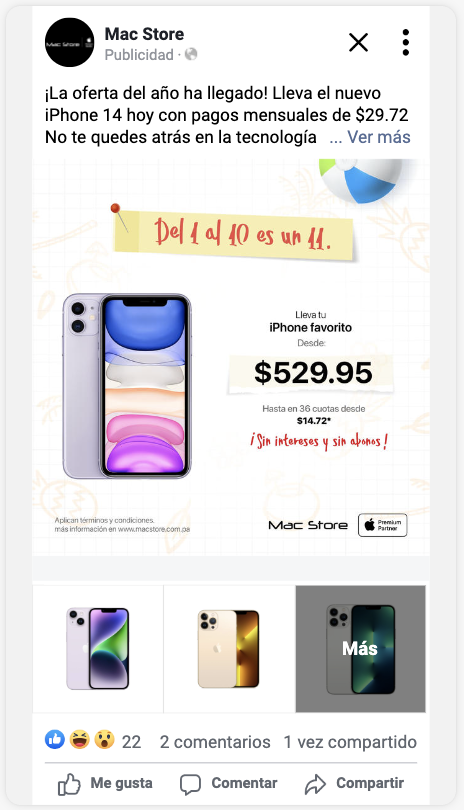 Mac Store
Mac Store
Publicidad ·
¡La oferta del año ha llegado! Lleva el nuevo
iPhone 14 hoy con pagos mensuales de $29.72
No te quedes atrás en la tecnología ... Ver más
Del 1 al 10 es un 11.
Lleva tu
iPhone favorito
Desde:
$529.95
Hasta en 36 cuotas desde
$14.72*
¡Sin intereses y sin abonos!
Aplican términos y condiciones.
más información en www.macstore.com.pa
Mac Store
Premium
Partner
Más
22 2 comentarios 1 vez compartido
Me gusta Comentar Compartir